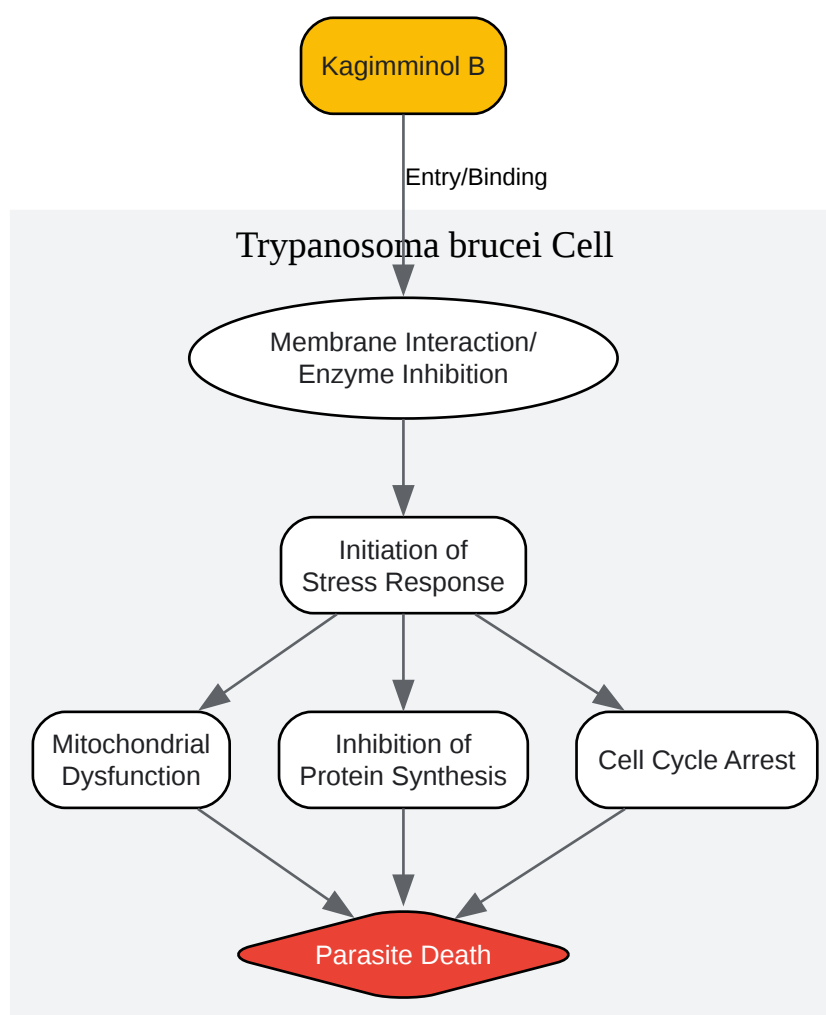 Kagimminol B
Entry/Binding
Trypanosoma brucei Cell
Membrane Interaction/
Enzyme Inhibition
Initiation of
Stress Response
Mitochondrial
Dysfunction
Inhibition of
Protein Synthesis
Cell Cycle Arrest
Parasite Death